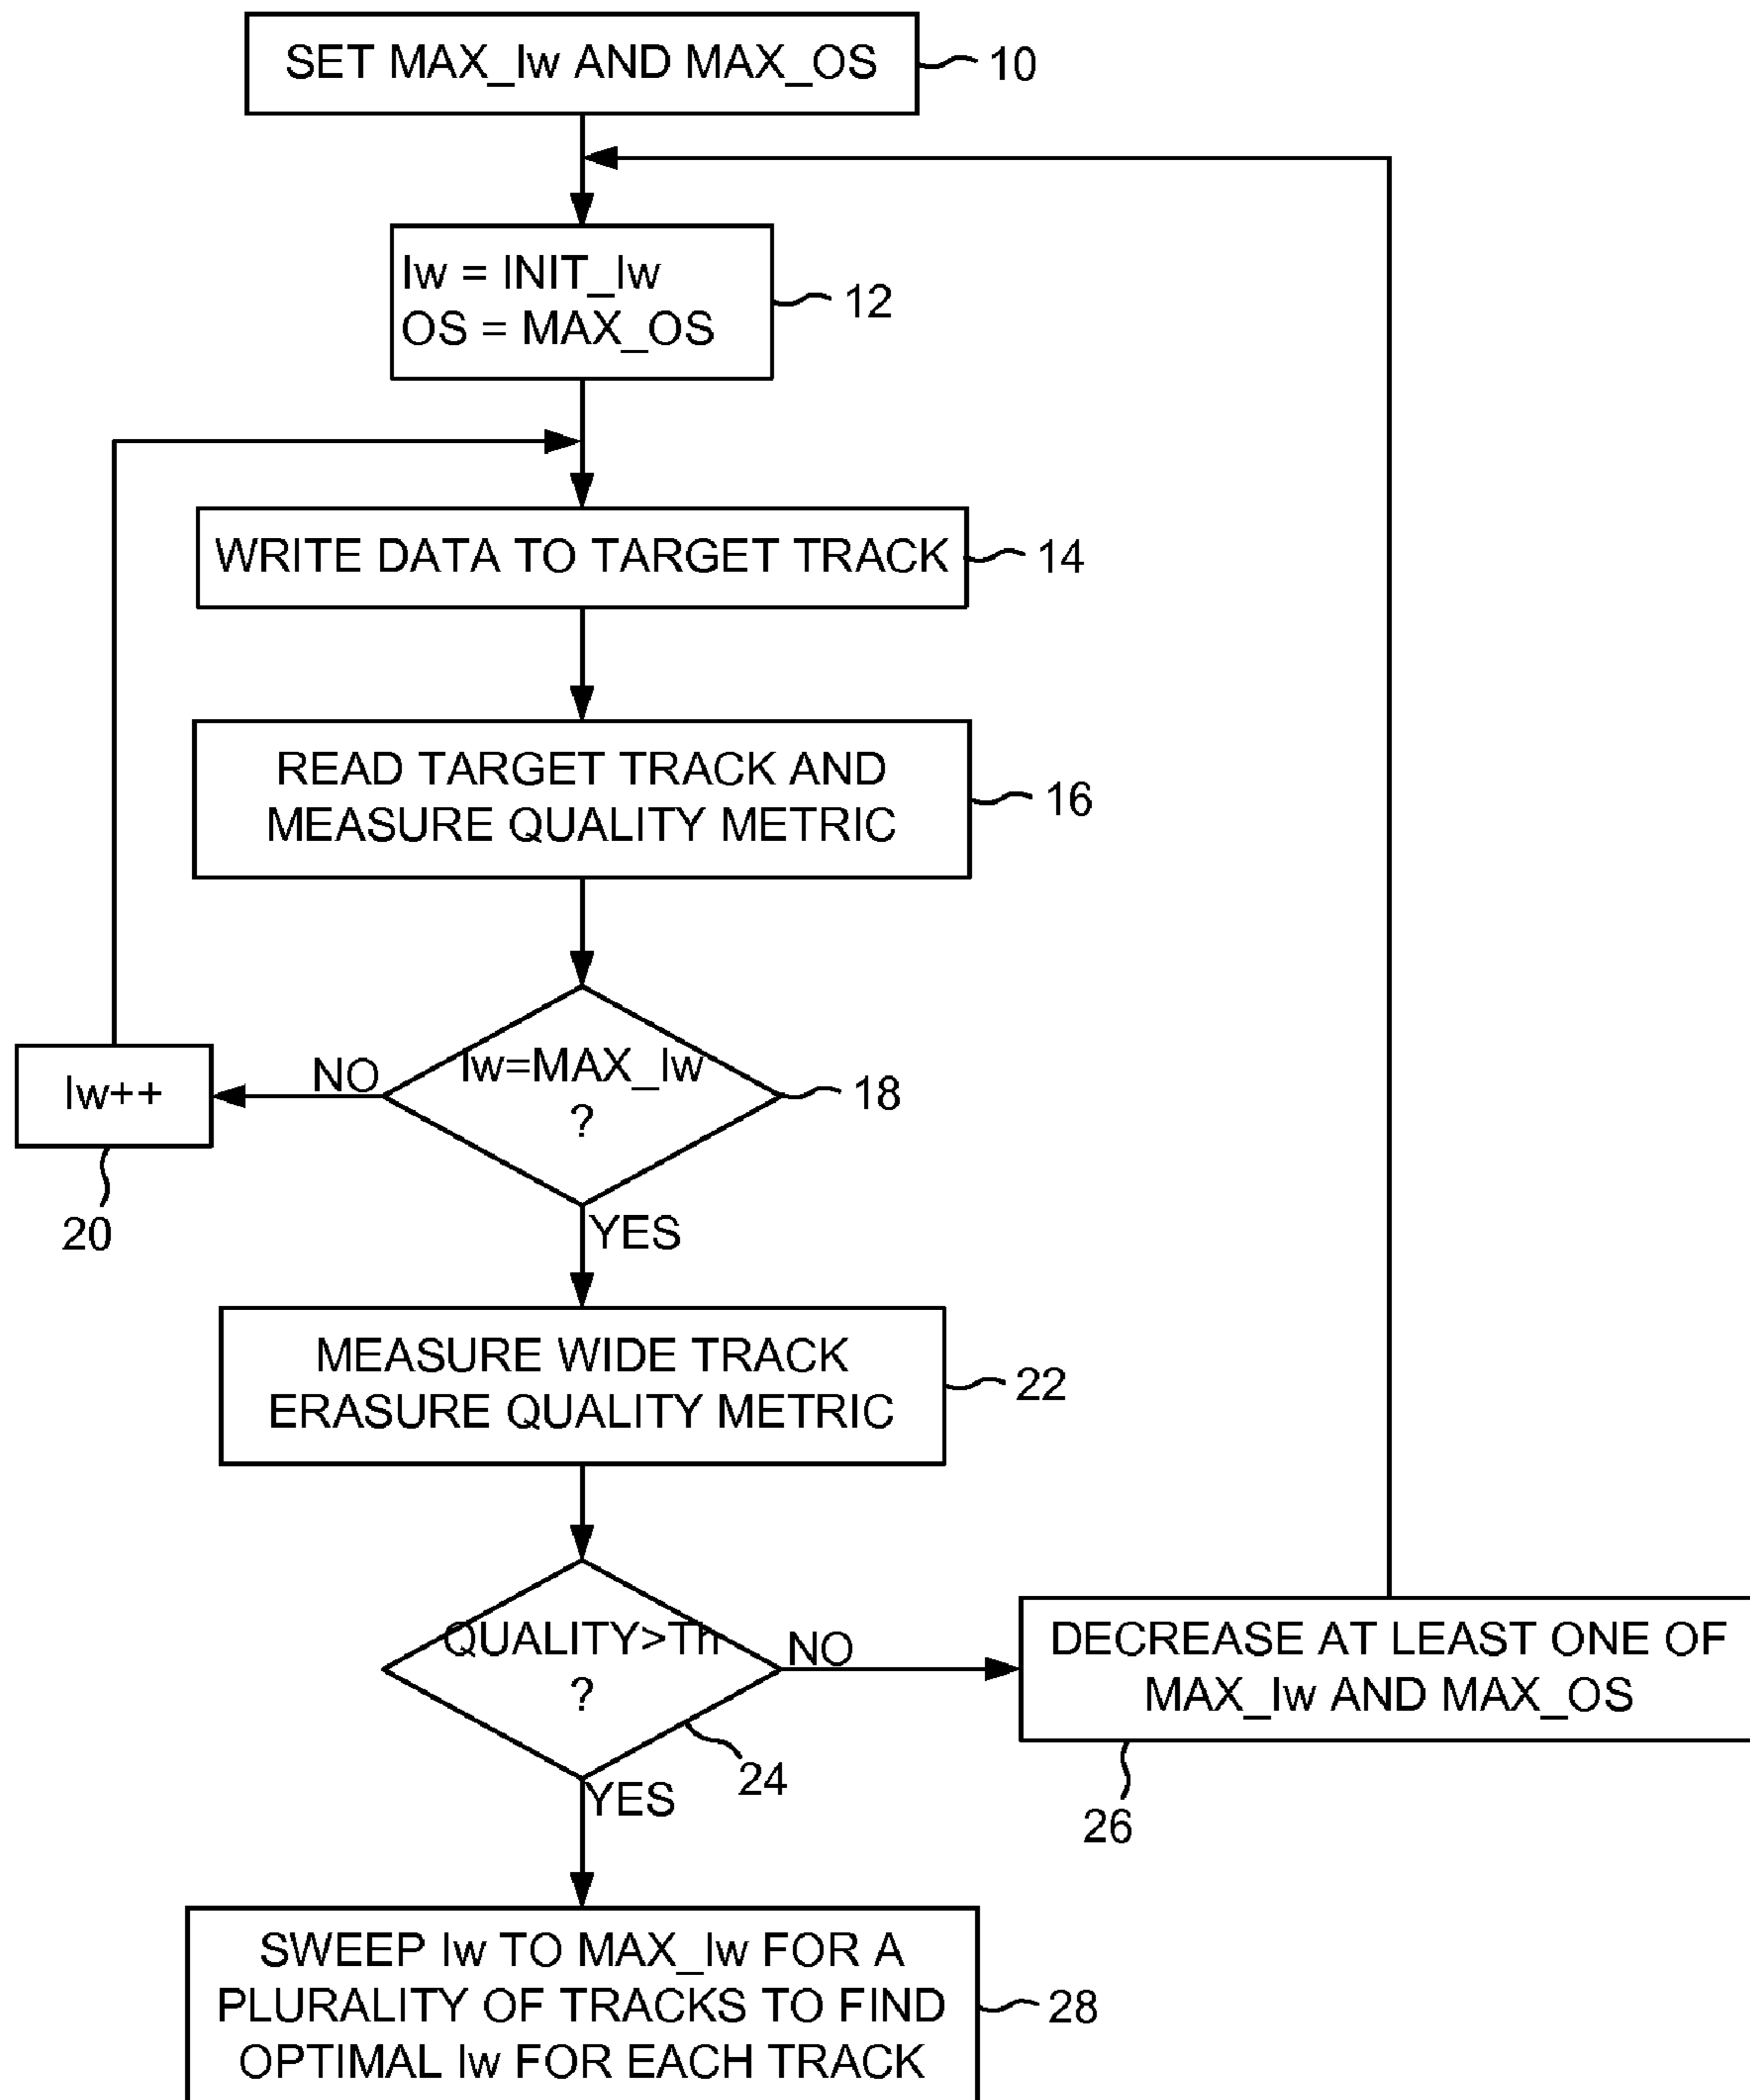 SET MAX_Iw AND MAX_OS
10
Iw = INIT_Iw
OS = MAX_OS
12
WRITE DATA TO TARGET TRACK
14
READ TARGET TRACK AND
MEASURE QUALITY METRIC
16
Iw=MAX_Iw
?
18
NO
Iw++
20
YES
MEASURE WIDE TRACK
ERASURE QUALITY METRIC
22
QUALITY>Th
?
24
NO
DECREASE AT LEAST ONE OF
MAX_Iw AND MAX_OS
26
YES
SWEEP Iw TO MAX_Iw FOR A
PLURALITY OF TRACKS TO FIND
OPTIMAL Iw FOR EACH TRACK
28